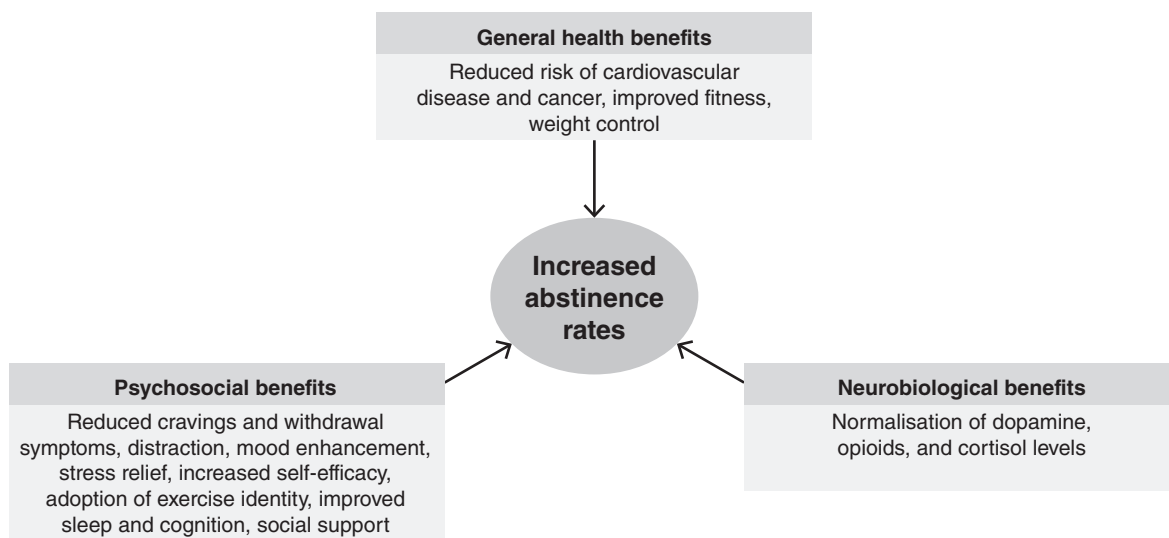 General health benefits
Reduced risk of cardiovascular
disease and cancer, improved fitness,
weight control
Increased
abstinence
rates
Psychosocial benefits
Reduced cravings and withdrawal
symptoms, distraction, mood enhancement,
stress relief, increased self-efficacy,
adoption of exercise identity, improved
sleep and cognition, social support
Neurobiological benefits
Normalisation of dopamine,
opioids, and cortisol levels